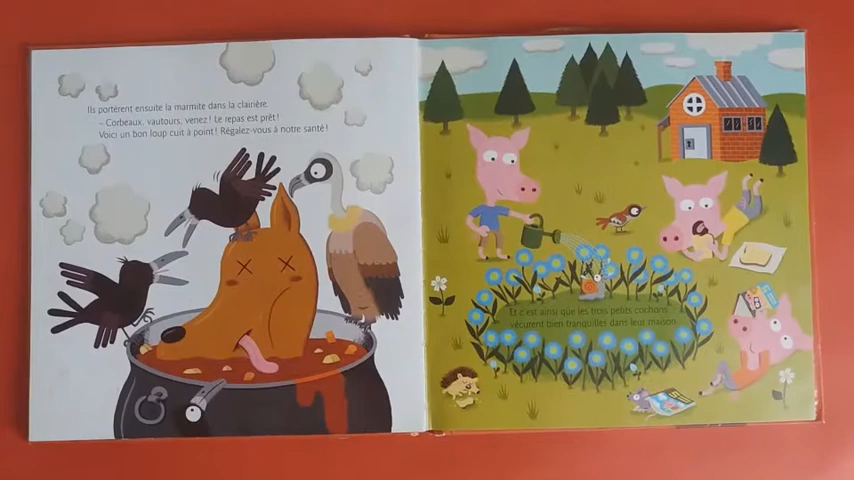 Ils portèrent ensuite la marmite dans la clairière.
– Corbeaux, vautours, venez ! Le repas est prêt !
Voici un bon loup cuit à point ! Régalez-vous à notre santé !
Et c'est ainsi que les trois petits cochons
vécurent bien tranquilles dans leur maison.